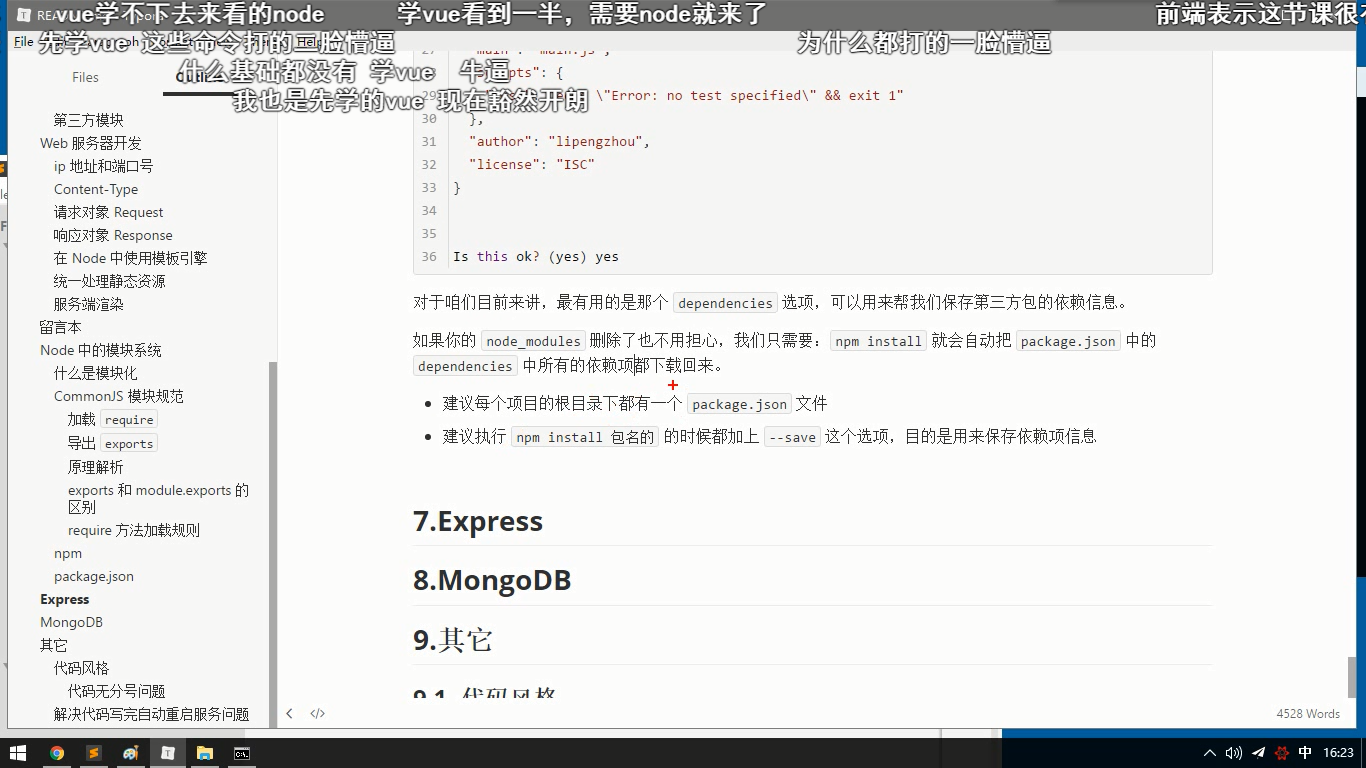 vue学不下去来看的node
学vue看到一半，需要node就来了
前端表示这节课很
先学vue 这些命令打的一脸懵逼
为什么都打的一脸懵逼
什么基础都没有 学vue 牛逼
我也是先学的vue 现在豁然开朗
File
Files
第三方模块
Web 服务器开发
ip 地址和端口号
Content-Type
请求对象 Request
响应对象 Response
在 Node 中使用模板引擎
统一处理静态资源
服务端渲染
留言本
Node 中的模块系统
什么是模块化
CommonJS 模块规范
加载 require
导出 exports
原理解析
exports 和 module.exports 的
区别
require 方法加载规则
npm
package.json
Express
MongoDB
其它
代码风格
代码无分号问题
解决代码写完自动重启服务问题
27 "main": "main.js",
\"Error: no test specified\" && exit 1"
30 },
31 "author": "lipengzhou",
32 "license": "ISC"
33 }
34
35
36 Is this ok? (yes) yes
对于咱们目前来讲，最有用的是那个 dependencies 选项，可以用来帮我们保存第三方包的依赖信息。
如果你的 node_modules 删除了也不用担心，我们只需要：npm install 就会自动把 package.json 中的
dependencies 中所有的依赖项都下载回来。
• 建议每个项目的根目录下都有一个 package.json 文件
• 建议执行 npm install 包名的 的时候都加上 --save 这个选项，目的是用来保存依赖项信息
7.Express
8.MongoDB
9.其它
9.1 代码风格
< </>
4528 Words
中 16:23